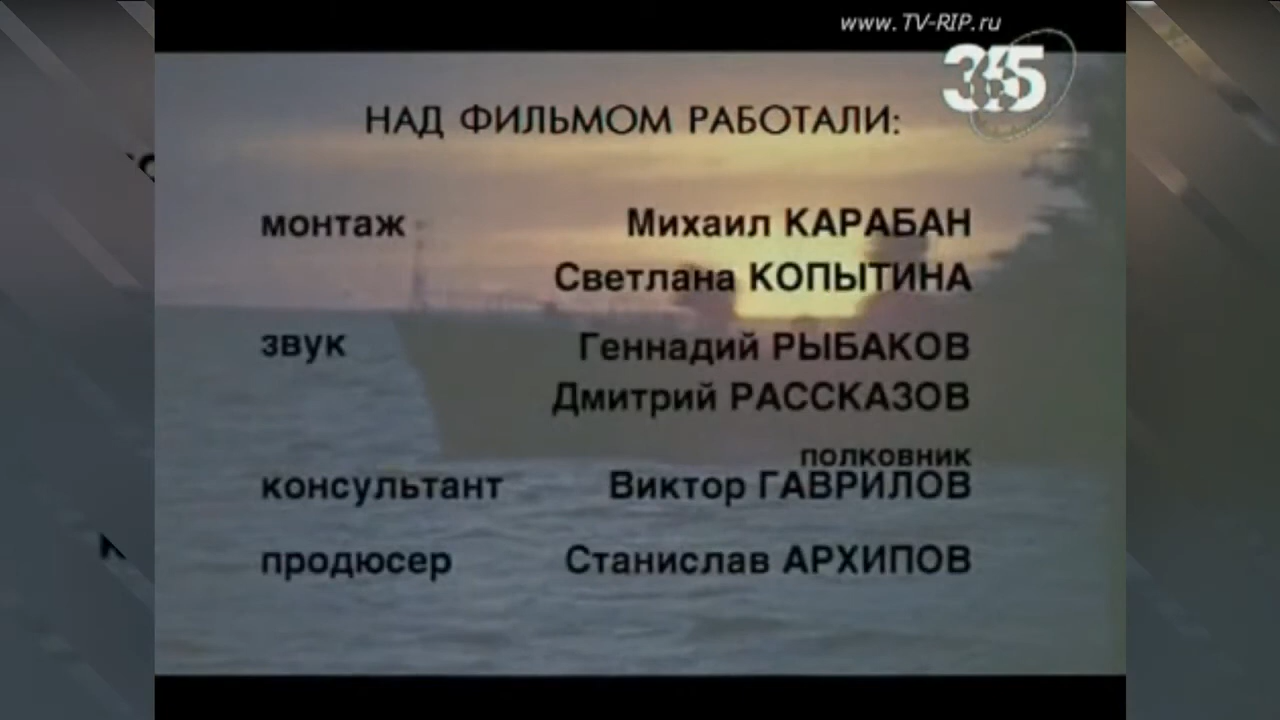 www.TV-RIP.ru
365
НАД ФИЛЬМОМ РАБОТАЛИ:
монтаж Михаил КАРАБАН
Светлана КОПЫТИНА
звук Геннадий РЫБАКОВ
Дмитрий РАССКАЗОВ
полковник
консультант Виктор ГАВРИЛОВ
продюсер Станислав АРХИПОВ